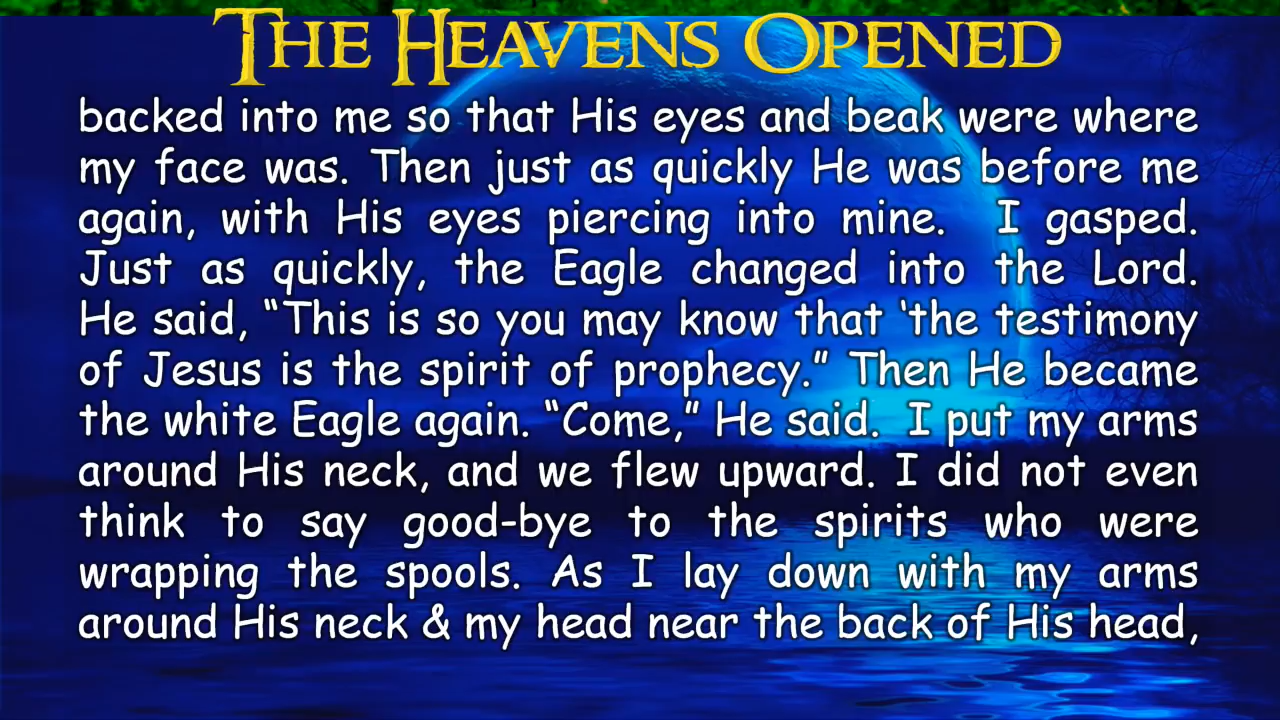 THE HEAVENS OPENED
backed into me so that His eyes and beak were where
my face was. Then just as quickly He was before me
again, with His eyes piercing into mine. I gasped.
Just as quickly, the Eagle changed into the Lord.
He said, “This is so you may know that ‘the testimony
of Jesus is the spirit of prophecy.” Then He became
the white Eagle again. “Come,” He said. I put my arms
around His neck, and we flew upward. I did not even
think to say good-bye to the spirits who were
wrapping the spools. As I lay down with my arms
around His neck & my head near the back of His head,